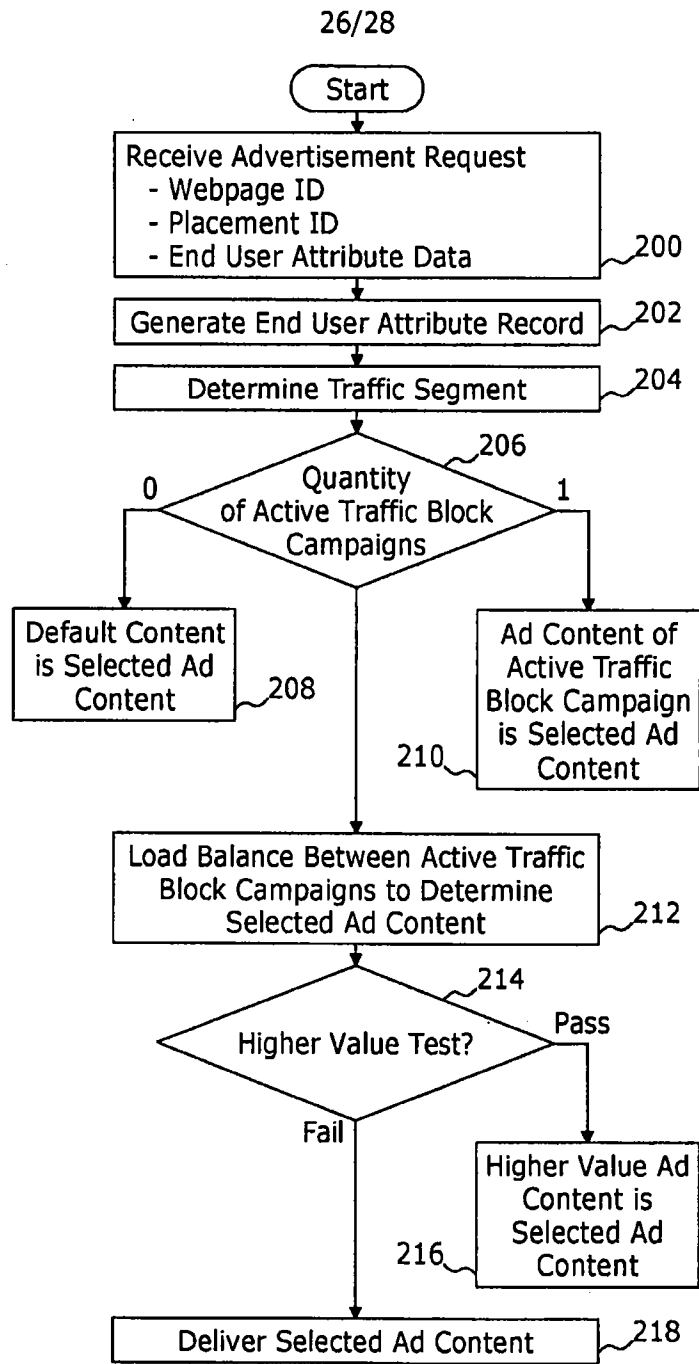 26/28
Start
Receive Advertisement Request
- Webpage ID
- Placement ID
- End User Attribute Data
200
Generate End User Attribute Record
202
Determine Traffic Segment
204
206
0
Quantity
of Active Traffic Block
Campaigns
1
Default Content
is Selected Ad
Content
208
Ad Content of
Active Traffic
Block Campaign
is Selected Ad
Content
210
Load Balance Between Active Traffic
Block Campaigns to Determine
Selected Ad Content
212
214
Higher Value Test?
Pass
Fail
Higher Value Ad
Content is
Selected Ad
Content
216
Deliver Selected Ad Content
218